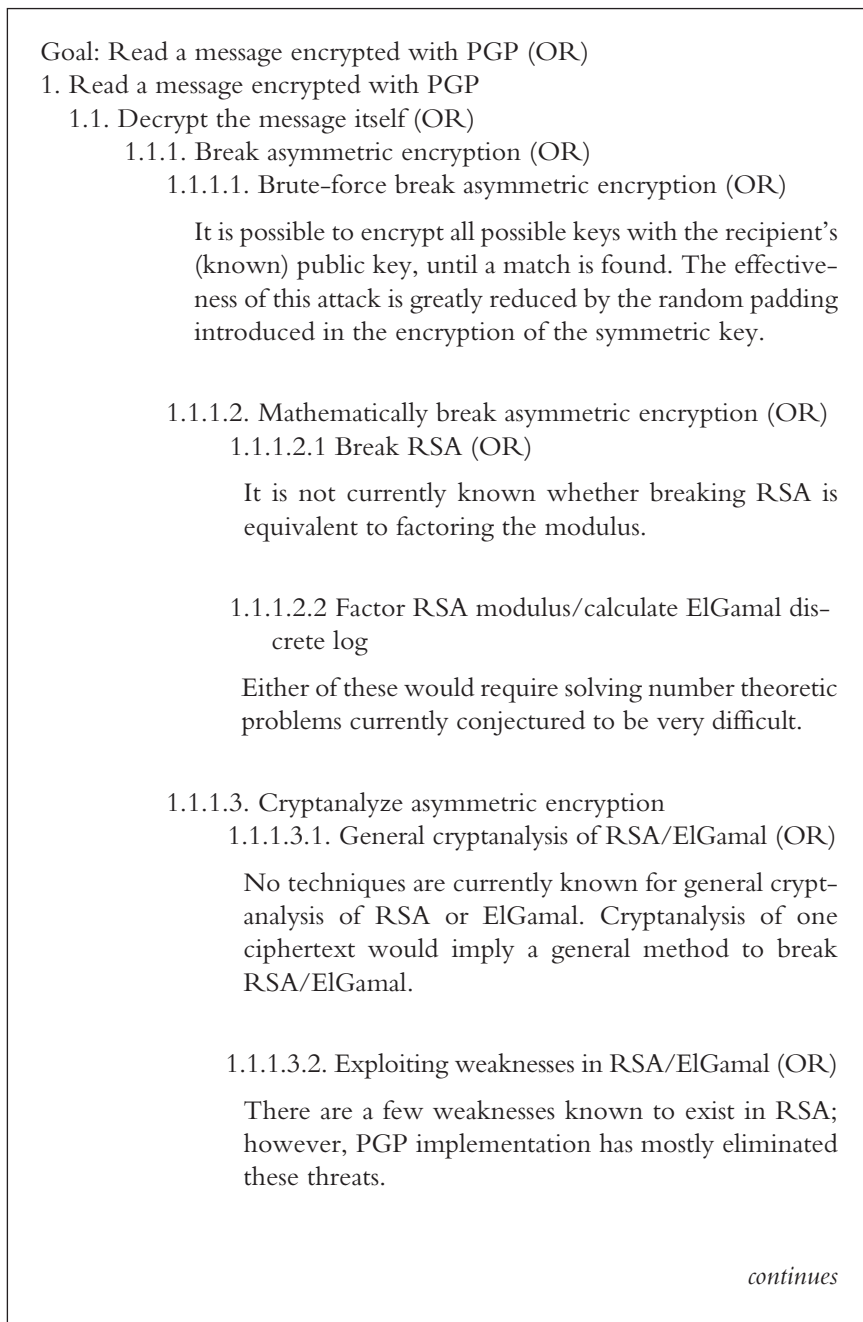 Goal: Read a message encrypted with PGP (OR)
1. Read a message encrypted with PGP
1.1. Decrypt the message itself (OR)
1.1.1. Break asymmetric encryption (OR)
1.1.1.1. Brute-force break asymmetric encryption (OR)
It is possible to encrypt all possible keys with the recipient's
(known) public key, until a match is found. The effective-
ness of this attack is greatly reduced by the random padding
introduced in the encryption of the symmetric key.
1.1.1.2. Mathematically break asymmetric encryption (OR)
1.1.1.2.1 Break RSA (OR)
It is not currently known whether breaking RSA is
equivalent to factoring the modulus.
1.1.1.2.2 Factor RSA modulus/calculate ElGamal dis-
crete log
Either of these would require solving number theoretic
problems currently conjectured to be very difficult.
1.1.1.3. Cryptanalyze asymmetric encryption
1.1.1.3.1. General cryptanalysis of RSA/ElGamal (OR)
No techniques are currently known for general crypt-
analysis of RSA or ElGamal. Cryptanalysis of one
ciphertext would imply a general method to break
RSA/ElGamal.
1.1.1.3.2. Exploiting weaknesses in RSA/ElGamal (OR)
There are a few weaknesses known to exist in RSA;
however, PGP implementation has mostly eliminated
these threats.
continues